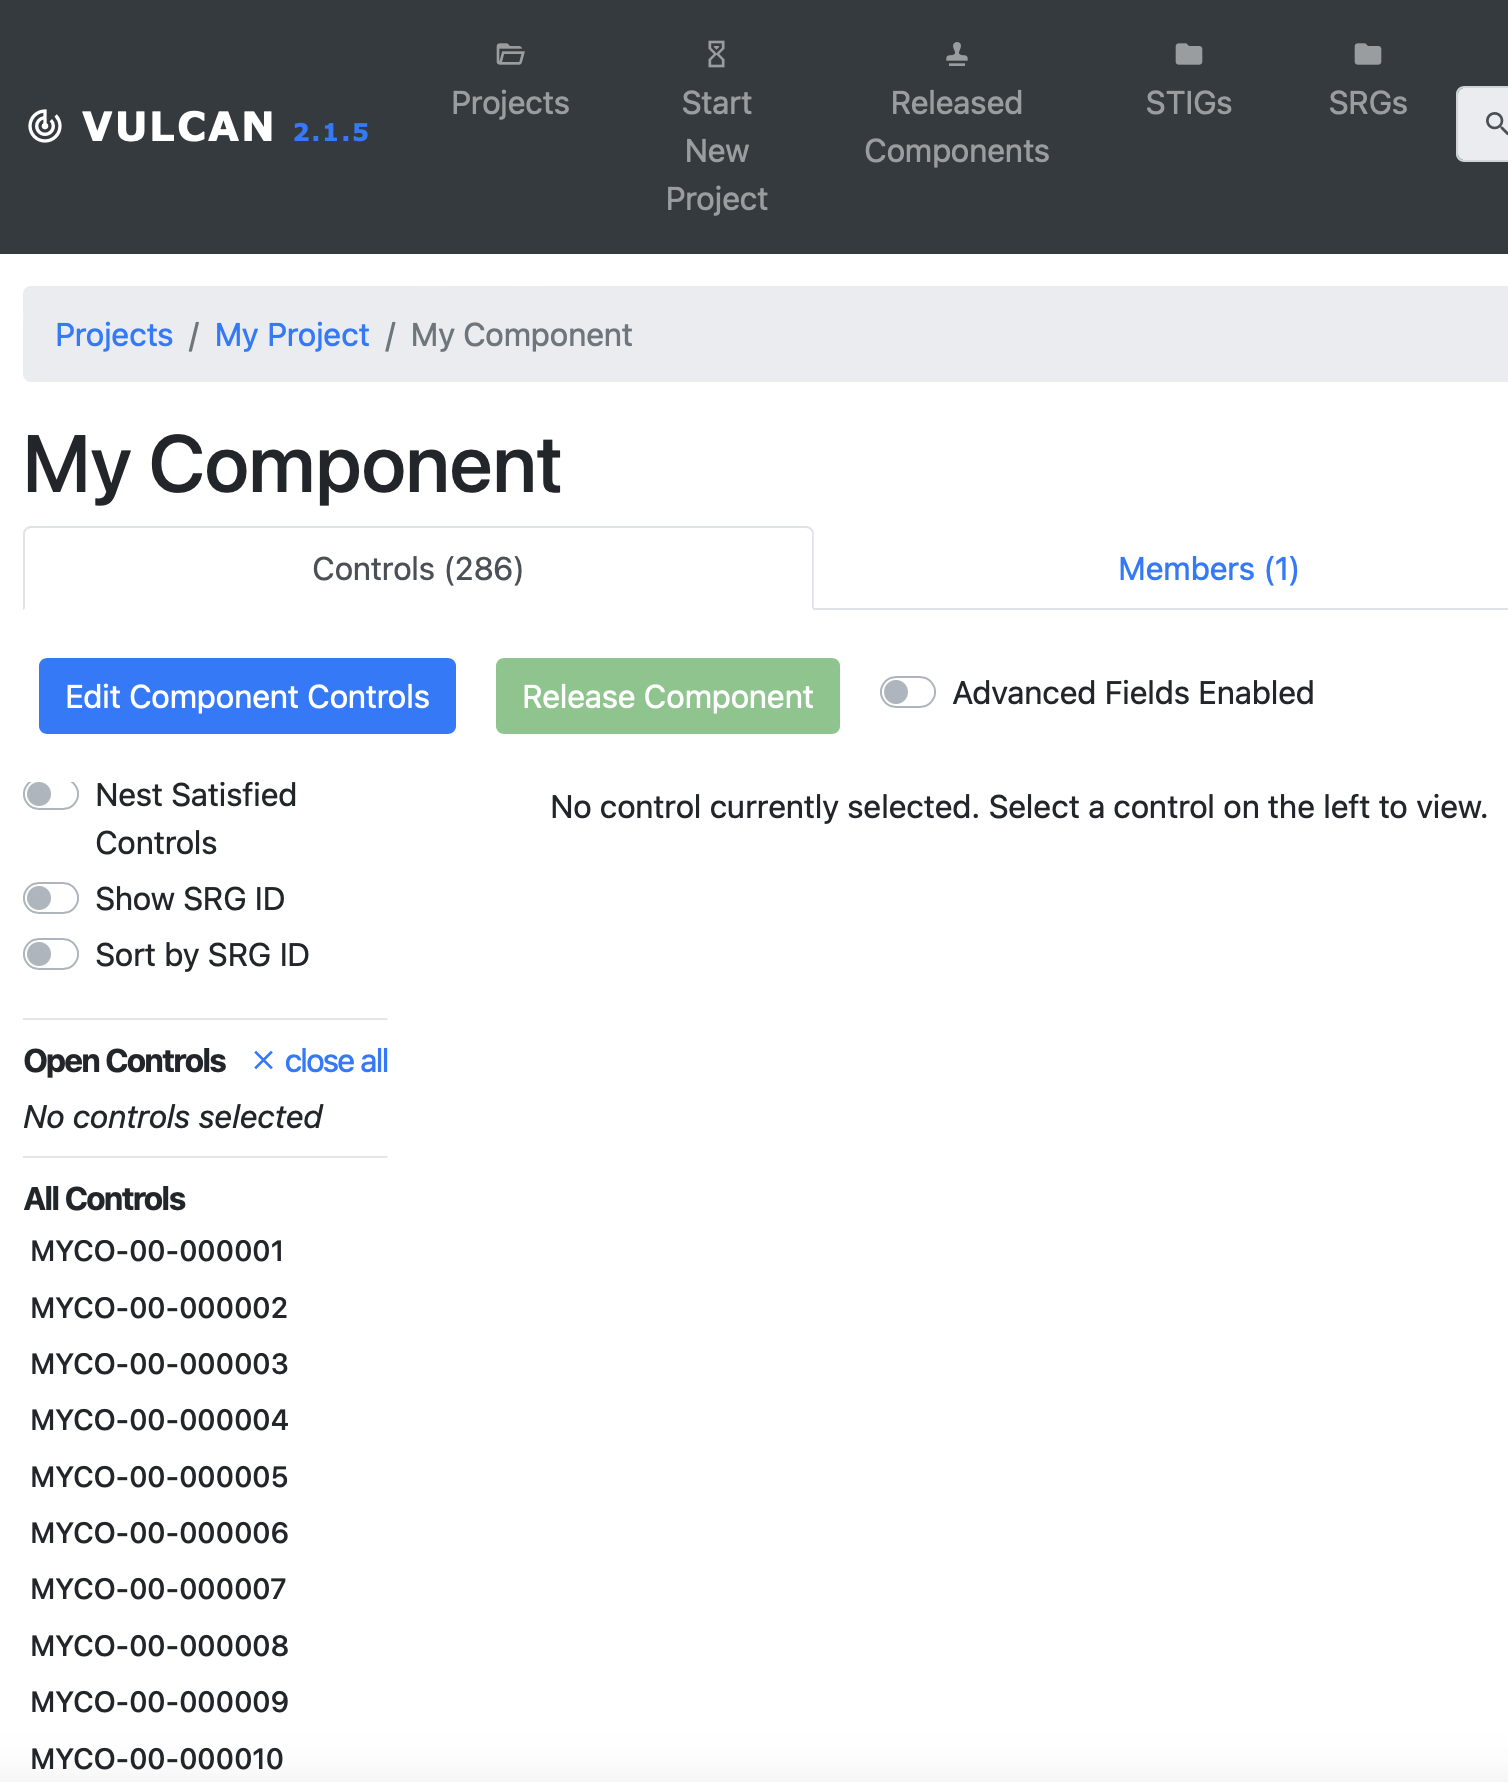 VULCAN 2.1.5
Projects
Start
New
Project
Released
Components
STIGs
SRGs
Projects / My Project / My Component
My Component
Controls (286)
Members (1)
Edit Component Controls
Release Component
Advanced Fields Enabled
Nest Satisfied
Controls
Show SRG ID
Sort by SRG ID
No control currently selected. Select a control on the left to view.
Open Controls × close all
No controls selected
All Controls
MYCO-00-000001
MYCO-00-000002
MYCO-00-000003
MYCO-00-000004
MYCO-00-000005
MYCO-00-000006
MYCO-00-000007
MYCO-00-000008
MYCO-00-000009
MYCO-00-000010